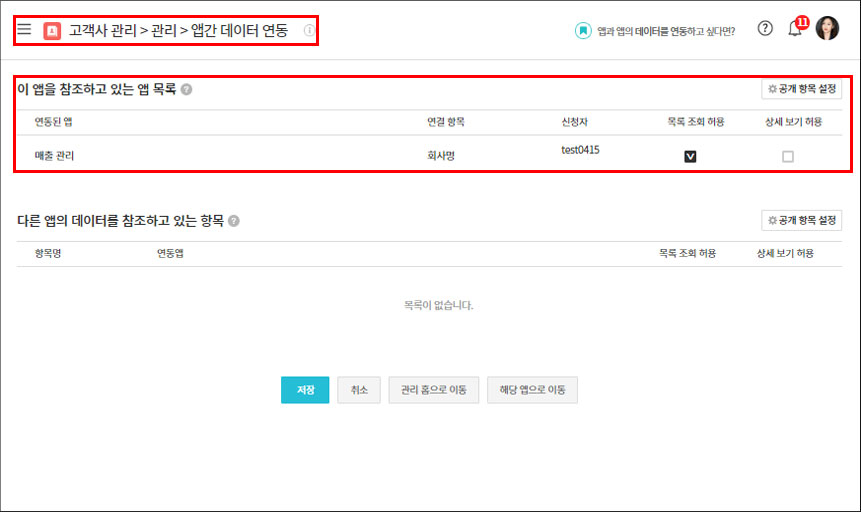 고객사 관리 > 관리 > 앱간 데이터 연동
앱과 앱의 데이터를 연동하고 싶다면?
11
이 앱을 참조하고 있는 앱 목록
공개 항목 설정
연동된 앱 연결 항목 신청자 목록 조회 허용 상세 보기 허용
매출 관리 회사명 test0415
다른 앱의 데이터를 참조하고 있는 항목
공개 항목 설정
항목명 연동앱 목록 조회 허용 상세 보기 허용
목록이 없습니다.
저장 취소 관리 홈으로 이동 해당 앱으로 이동